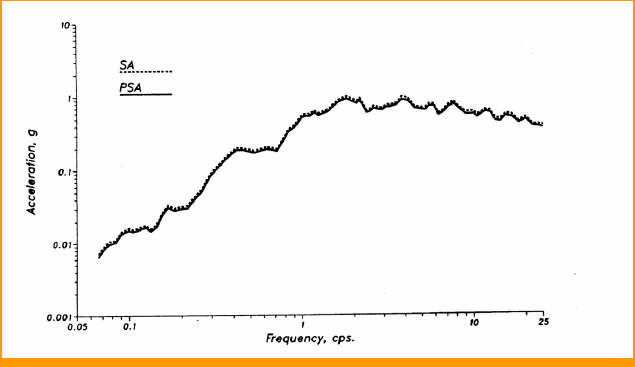 10
SA
PSA
1
Acceleration, g
0.1
0.01
0.001
0.05 0.1 1 10 25
Frequency, cps.